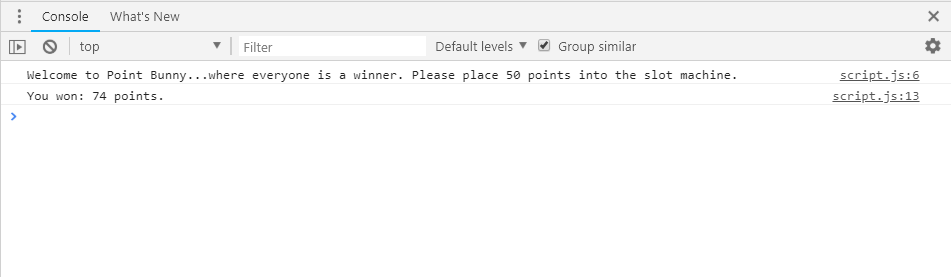 Console What's New
top Filter Default levels Group similar
Welcome to Point Bunny...where everyone is a winner. Please place 50 points into the slot machine. script.js:6
You won: 74 points. script.js:13